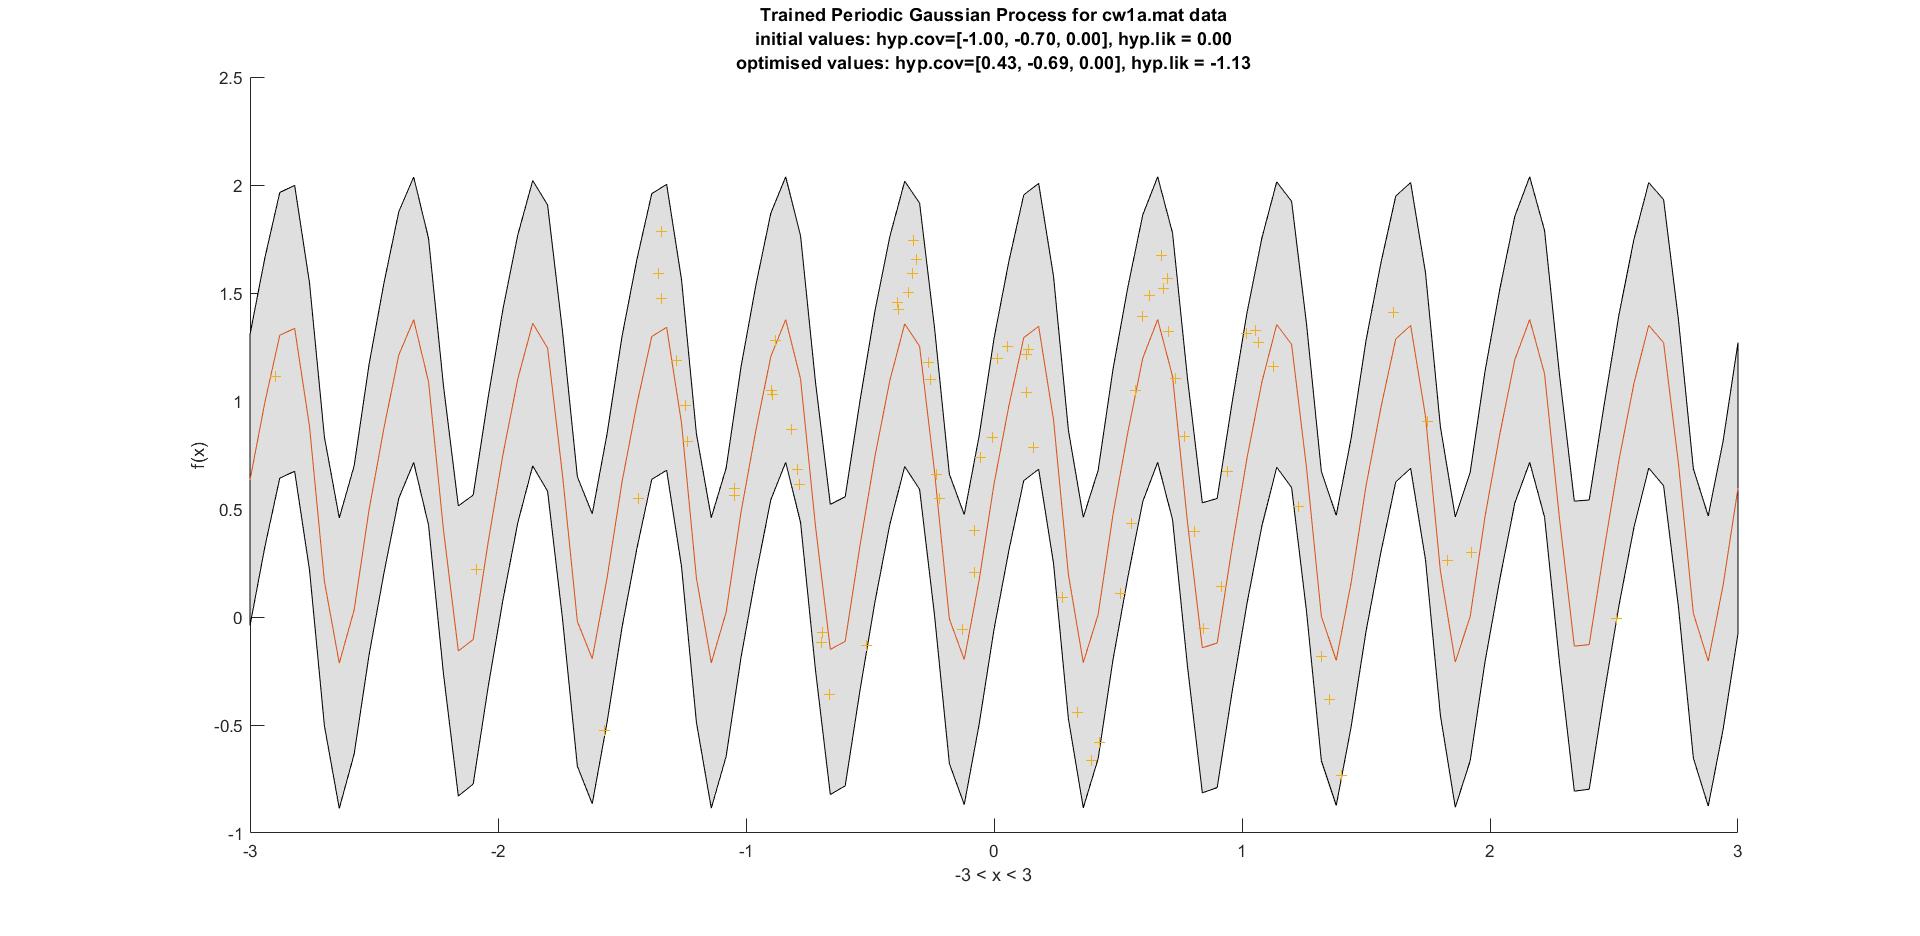 Trained Periodic Gaussian Process for cw1a.mat data
initial values: hyp.cov=[-1.00, -0.70, 0.00], hyp.lik = 0.00
optimised values: hyp.cov=[0.43, -0.69, 0.00], hyp.lik = -1.13
2.5
2
1.5
1
0.5
0
-0.5
-1
f(x)
-3 -2 -1 0 1 2 3
-3 < x < 3